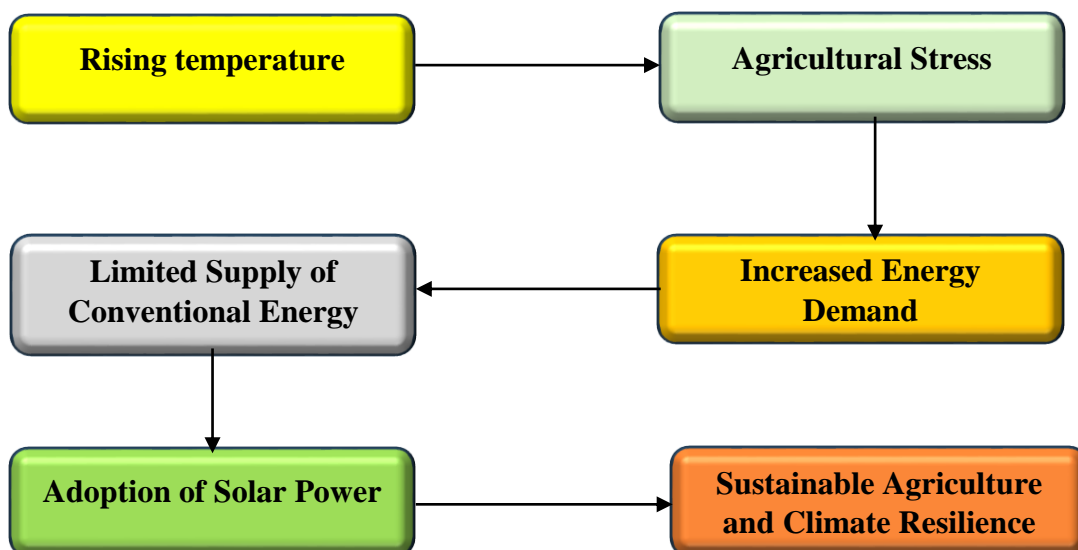 Rising temperature
Agricultural Stress
Increased Energy
Demand
Limited Supply of
Conventional Energy
Adoption of Solar Power
Sustainable Agriculture
and Climate Resilience